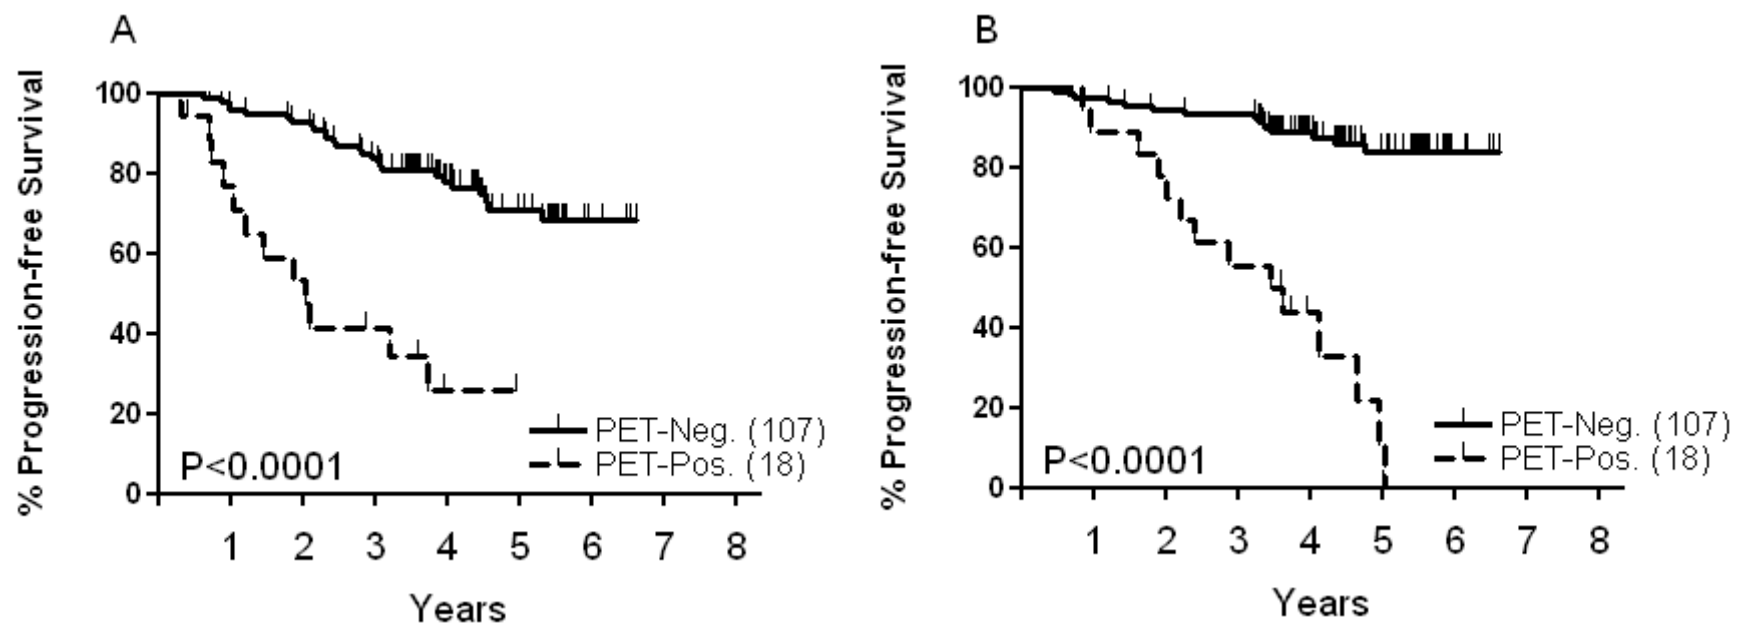 A
% Progression-free Survival
100
80
60
40
20
0
PET-Neg. (107)
PET-Pos. (18)
P<0.0001
1 2 3 4 5 6 7 8
Years
B
% Progression-free Survival
100
80
60
40
20
0
PET-Neg. (107)
PET-Pos. (18)
P<0.0001
1 2 3 4 5 6 7 8
Years